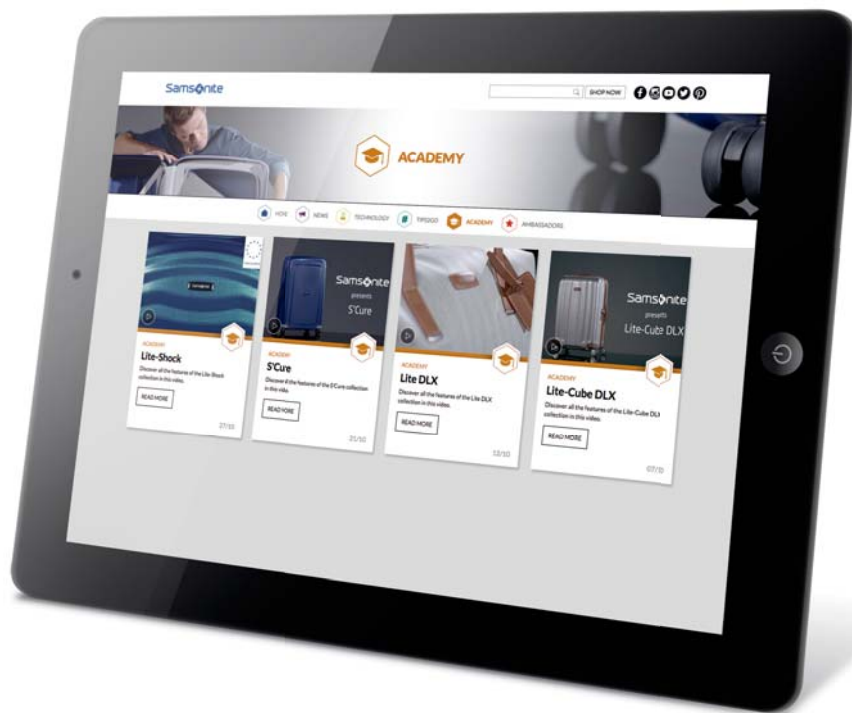 Samsonite
SHOP NOW
ACADEMY
NEWS TECHNOLOGY TIPS2GO ACADEMY AMBASSADORS
Samsonite
ACADEMY
Lite-Shock
Discover all the features of the Lite-Shock
collection in this video.
READ MORE
27/10
Samsonite
presents
S'Cure
ACADEMY
S'Cure
Discover all the features of the S'Cure collection
in this video.
READ MORE
21/10
ACADEMY
Lite DLX
Discover all the features of the Lite DLX
collection in this video.
READ MORE
12/10
Samsonite
presents
Lite-Cube DLX
ACADEMY
Lite-Cube DLX
Discover all the features of the Lite-Cube DLX
collection in this video.
READ MORE